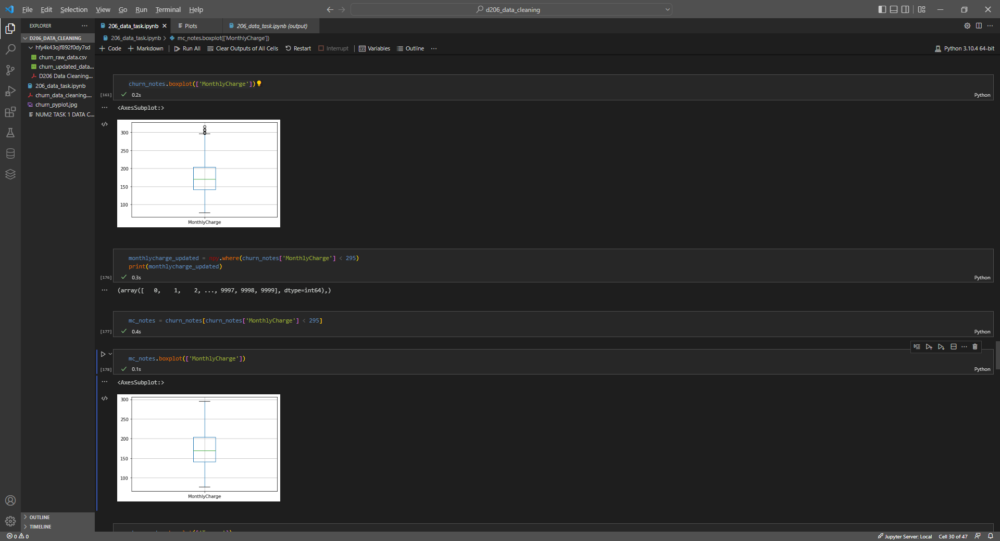 File Edit Selection View Go Run Terminal Help
d206_data_cleaning
EXPLORER
206_data_task.ipynb
Plots
206_data_task.ipynb (output)
D206_DATA_CLEANING
206_data_task.ipynb > mc_notes.boxplot(['MonthlyCharge'])
hfy4k43ojf892f0dy7sd
Code Markdown Run All Clear Outputs of All Cells Restart Interrupt Variables Outline ...
Python 3.10.4 64-bit
churn_raw_data.csv
churn_updated_data...
D206 Data Cleaning...
206_data_task.ipynb
churn_data_cleaning....
churn_pyplot.jpg
NUM2 TASK 1 DATA C...
churn_notes.boxplot(['MonthlyCharge'])
[161]
0.2s
Python
<AxesSubplot:>
300
250
200
150
100
MonthlyCharge
monthlycharge_updated = npy.where(churn_notes['MonthlyCharge'] < 295)
print(monthlycharge_updated)
[176]
0.3s
Python
(array([   0,    1,    2, ..., 9997, 9998, 9999], dtype=int64),)
mc_notes = churn_notes[churn_notes['MonthlyCharge'] < 295]
[177]
0.4s
Python
mc_notes.boxplot(['MonthlyCharge'])
[178]
0.1s
Python
<AxesSubplot:>
300
250
200
150
100
MonthlyCharge
OUTLINE
TIMELINE
0 0
Jupyter Server: Local
Cell 30 of 47